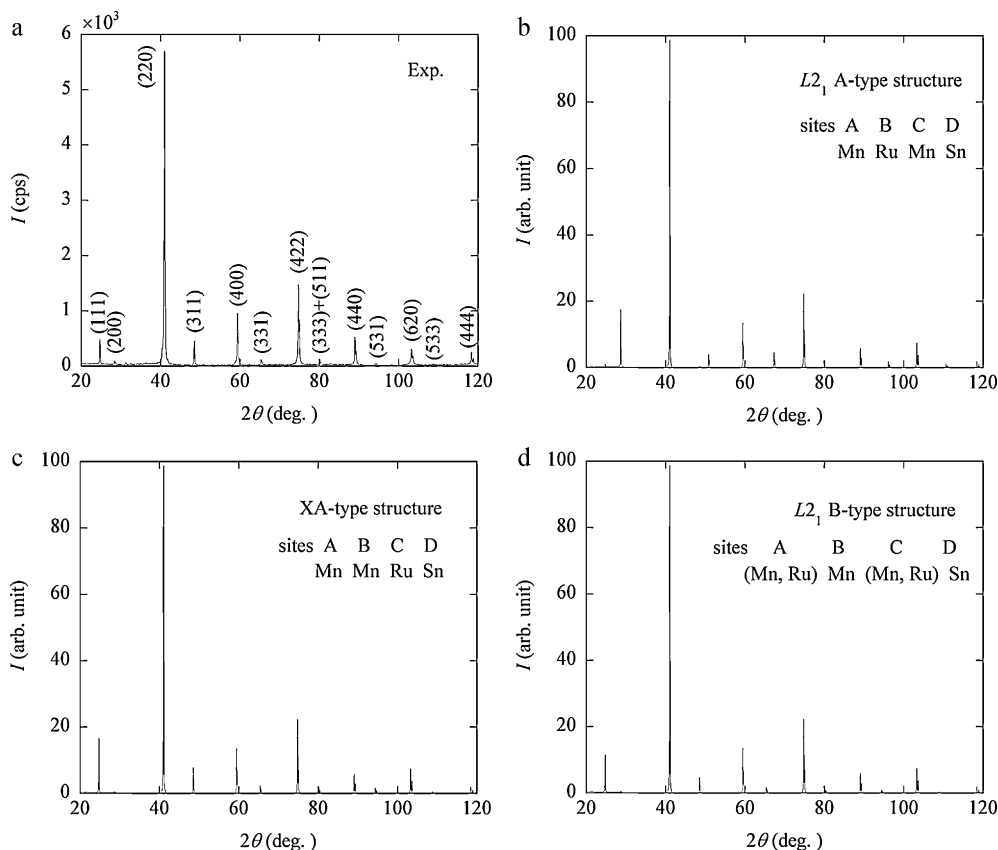 a
×10³
6
5
4
3
2
1
0
I (cps)
(111)
(200)
(220)
(311)
(400)
(331)
(422)
(333)+(511)
(440)
(531)
(620)
(533)
(444)
Exp.
20 40 60 80 100 120
2θ (deg. )
b
100
80
60
40
20
0
I (arb. unit)
L2₁ A-type structure
sites A B C D
Mn Ru Mn Sn
20 40 60 80 100 120
2θ (deg. )
c
100
80
60
40
20
0
I (arb. unit)
XA-type structure
sites A B C D
Mn Mn Ru Sn
20 40 60 80 100 120
2θ (deg. )
d
100
80
60
40
20
0
I (arb. unit)
L2₁ B-type structure
sites A B C D
(Mn, Ru) Mn (Mn, Ru) Sn
20 40 60 80 100 120
2θ (deg. )